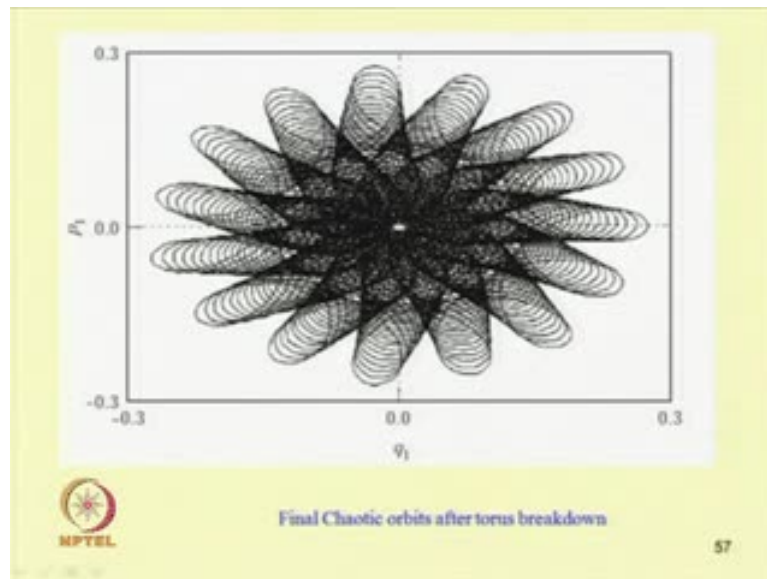 0.3
p₁
0.0
-0.3
-0.3 0.0 0.3
q₁
NPTEL
Final Chaotic orbits after torus breakdown
57